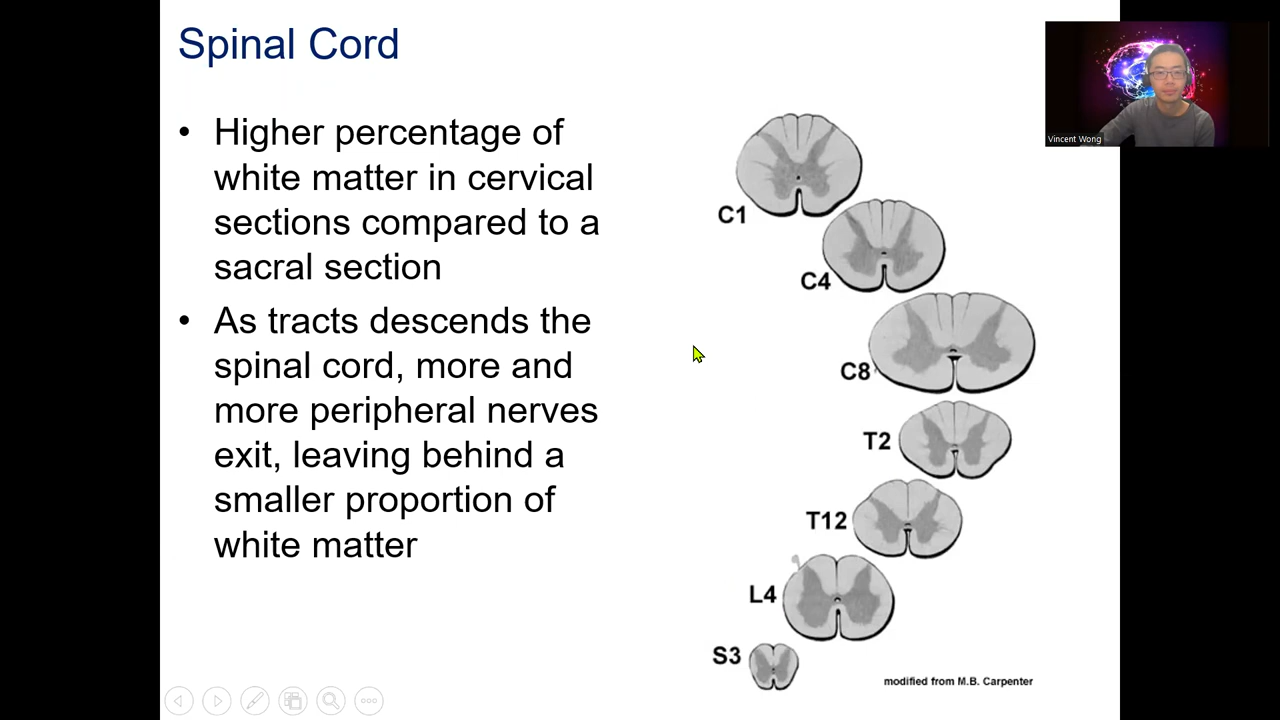 Spinal Cord
• Higher percentage of
white matter in cervical
sections compared to a
sacral section
• As tracts descends the
spinal cord, more and
more peripheral nerves
exit, leaving behind a
smaller proportion of
white matter
C1
C4
C8
T2
T12
L4
S3
modified from M.B. Carpenter
Vincent Wong